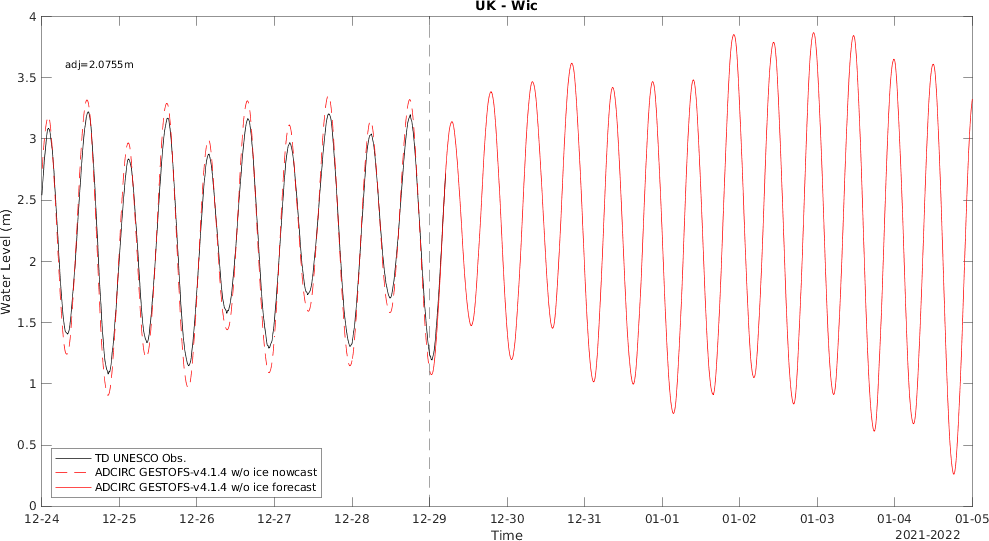 UK - Wic
adj=2.0755m
Water Level (m)
4
3.5
3
2.5
2
1.5
1
0.5
0
TD UNESCO Obs.
ADCIRC GESTOFS-v4.1.4 w/o ice nowcast
ADCIRC GESTOFS-v4.1.4 w/o ice forecast
12-24 12-25 12-26 12-27 12-28 12-29 12-30 12-31 01-01 01-02 01-03 01-04 01-05
Time
2021-2022